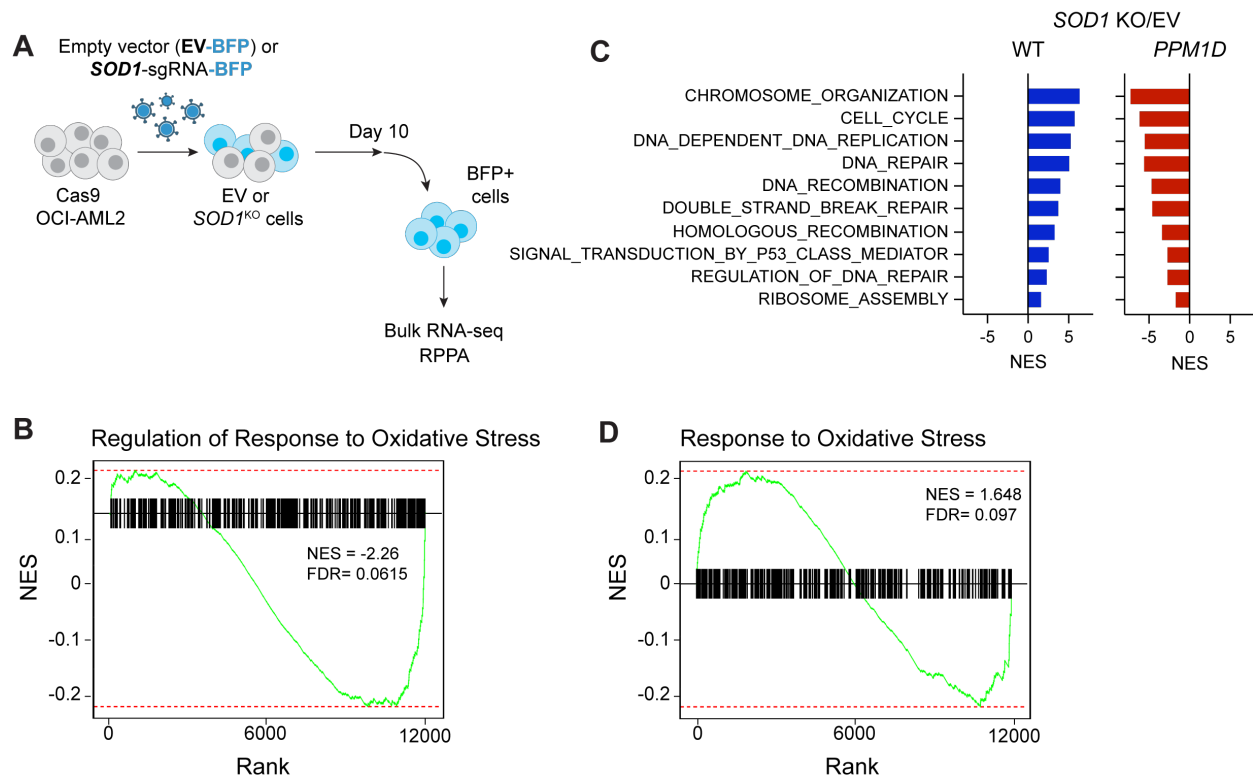 A
Empty vector (EV-BFP) or
SOD1-sgRNA-BFP
Cas9
OCI-AML2
EV or
SOD1KO cells
Day 10
BFP+
cells
Bulk RNA-seq
RPPA
C
SOD1 KO/EV
WT
PPM1D
CHROMOSOME_ORGANIZATION
CELL_CYCLE
DNA_DEPENDENT_DNA_REPLICATION
DNA_REPAIR
DNA_RECOMBINATION
DOUBLE_STRAND_BREAK_REPAIR
HOMOLOGOUS_RECOMBINATION
SIGNAL_TRANSDUCTION_BY_P53_CLASS_MEDIATOR
REGULATION_OF_DNA_REPAIR
RIBOSOME_ASSEMBLY
-5 0 5
NES
-5 0 5
NES
B
Regulation of Response to Oxidative Stress
0.2
0.1
0
-0.1
-0.2
NES
NES = -2.26
FDR= 0.0615
0 6000 12000
Rank
D
Response to Oxidative Stress
0.2
0.1
0
-0.1
-0.2
NES
NES = 1.648
FDR= 0.097
0 6000 12000
Rank